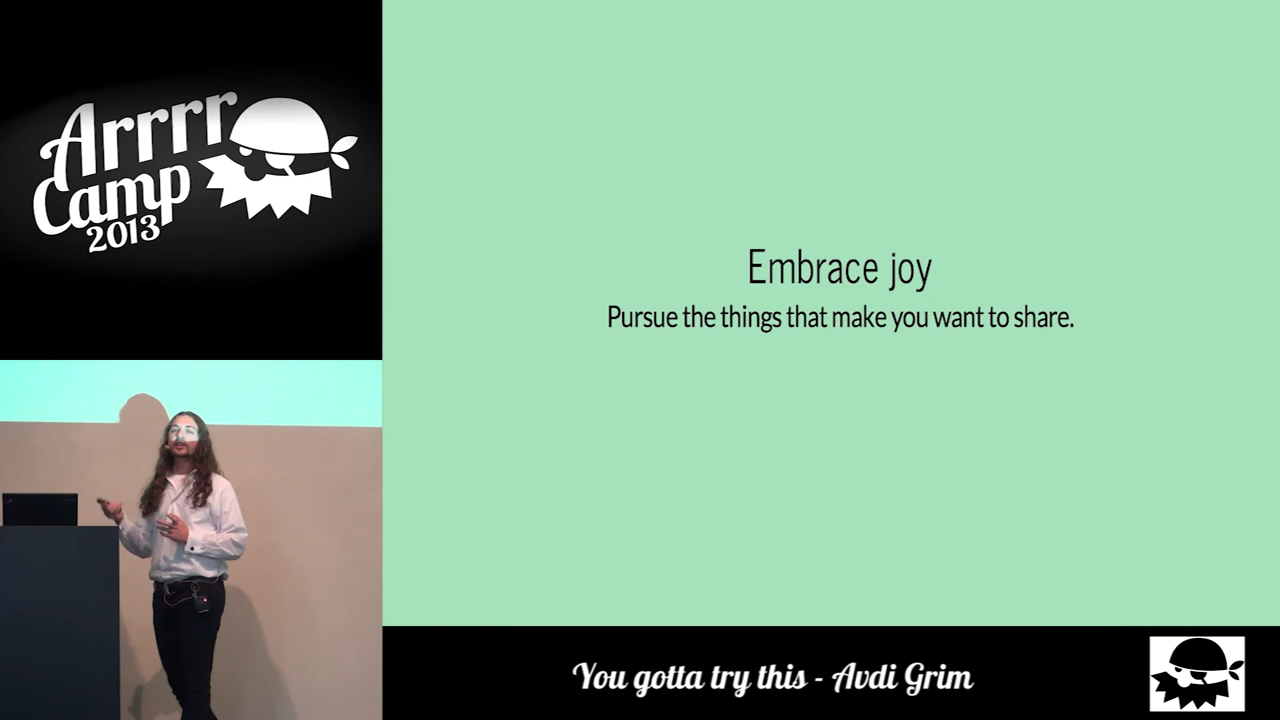 Arrrr
Camp
2013
Embrace joy
Pursue the things that make you want to share.
You gotta try this - Avdi Grim